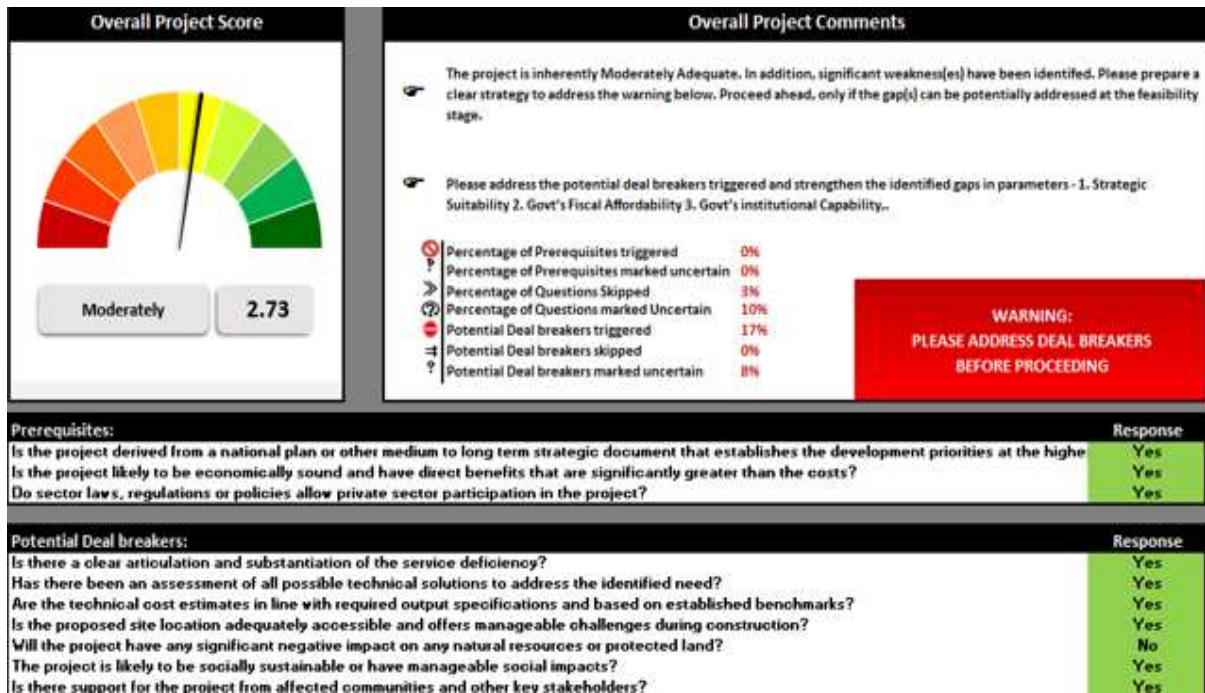 Overall Project Score
Moderately
2.73
Overall Project Comments
The project is inherently Moderately Adequate. In addition, significant weakness(es) have been identifed. Please prepare a
clear strategy to address the warning below. Proceed ahead, only if the gap(s) can be potentially addressed at the feasibility
stage.
Please address the potential deal breakers triggered and strengthen the identified gaps in parameters - 1. Strategic
Suitability 2. Govt's Fiscal Affordability 3. Govt's institutional Capability,..
Percentage of Prerequisites triggered 0%
Percentage of Prerequisites marked uncertain 0%
Percentage of Questions Skipped 3%
Percentage of Questions marked Uncertain 10%
Potential Deal breakers triggered 17%
Potential Deal breakers skipped 0%
Potential Deal breakers marked uncertain 8%
WARNING:
PLEASE ADDRESS DEAL BREAKERS
BEFORE PROCEEDING
Prerequisites: Response
Is the project derived from a national plan or other medium to long term strategic document that establishes the development priorities at the highe Yes
Is the project likely to be economically sound and have direct benefits that are significantly greater than the costs? Yes
Do sector laws, regulations or policies allow private sector participation in the project? Yes
Potential Deal breakers: Response
Is there a clear articulation and substantiation of the service deficiency? Yes
Has there been an assessment of all possible technical solutions to address the identified need? Yes
Are the technical cost estimates in line with required output specifications and based on established benchmarks? Yes
Is the proposed site location adequately accessible and offers manageable challenges during construction? Yes
Will the project have any significant negative impact on any natural resources or protected land? No
The project is likely to be socially sustainable or have manageable social impacts? Yes
Is there support for the project from affected communities and other key stakeholders? Yes